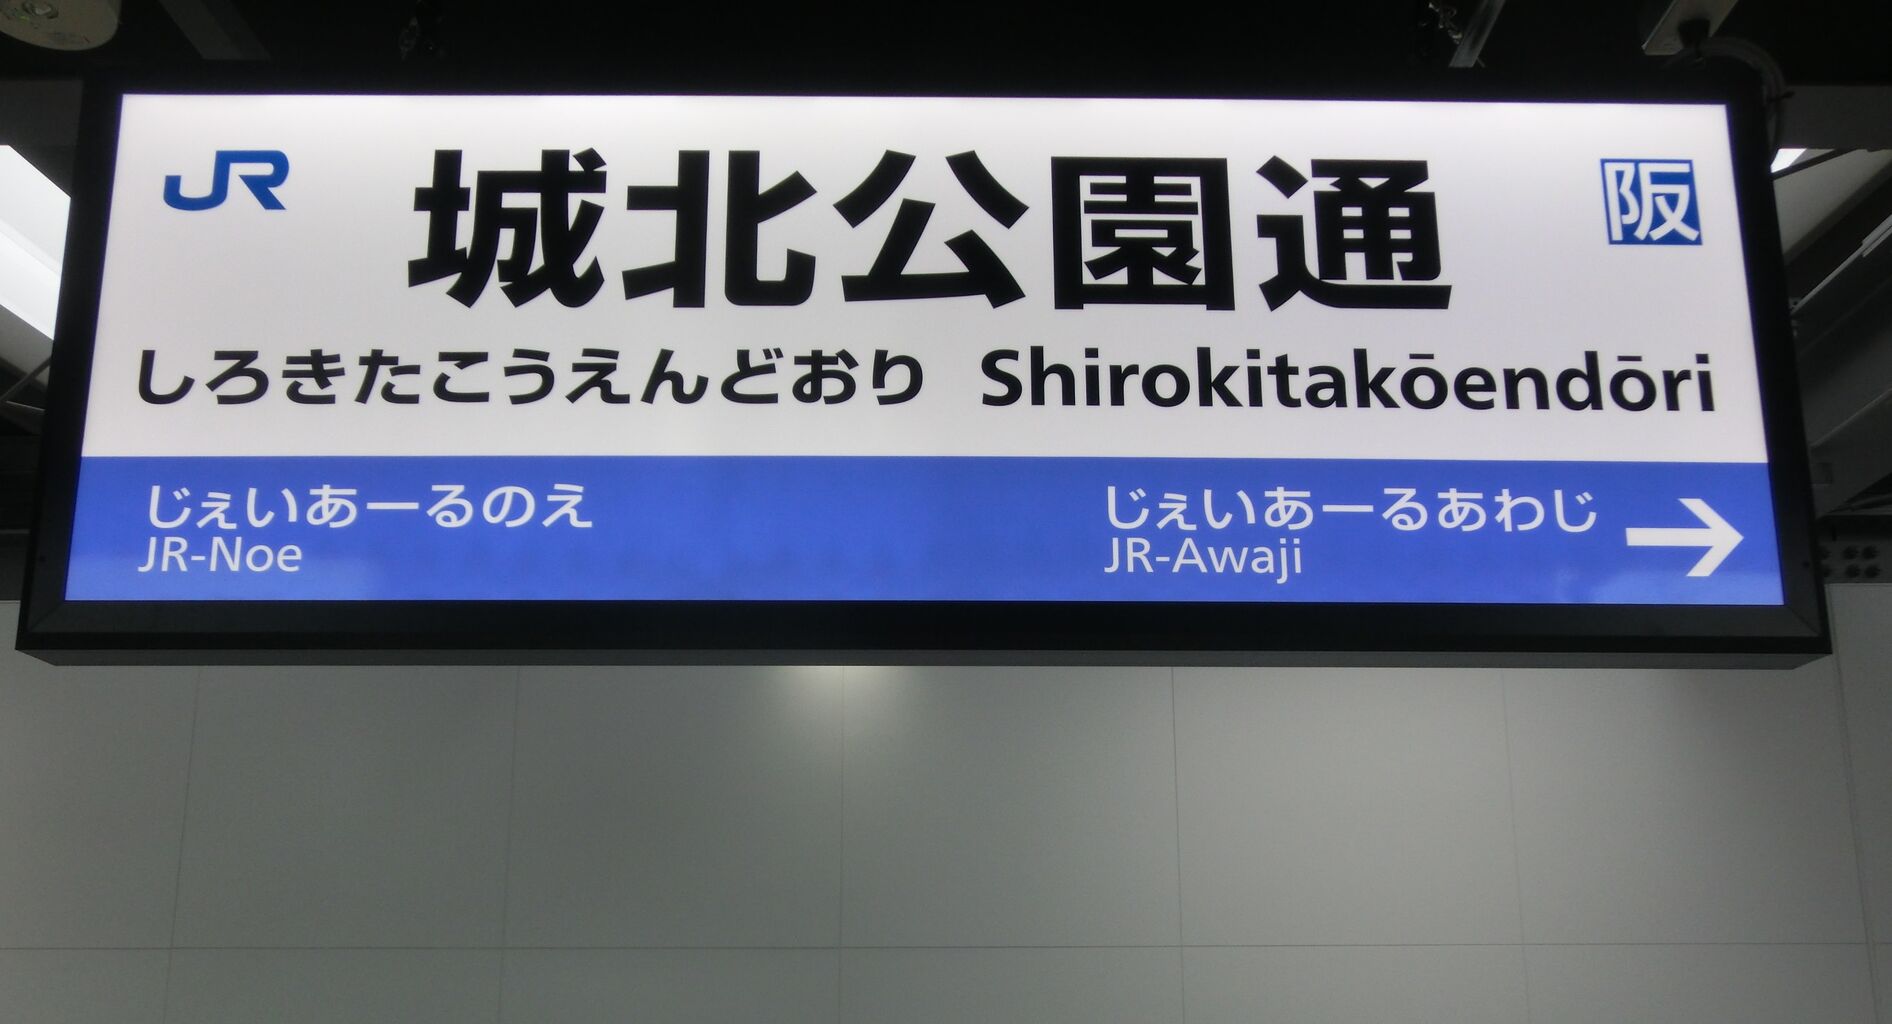 JR 城北公園通 阪
しろきたこうえんどおり Shirokitakōendōri
じぇいあーるのえ じぇいあーるあわじ →
JR-Noe JR-Awaji